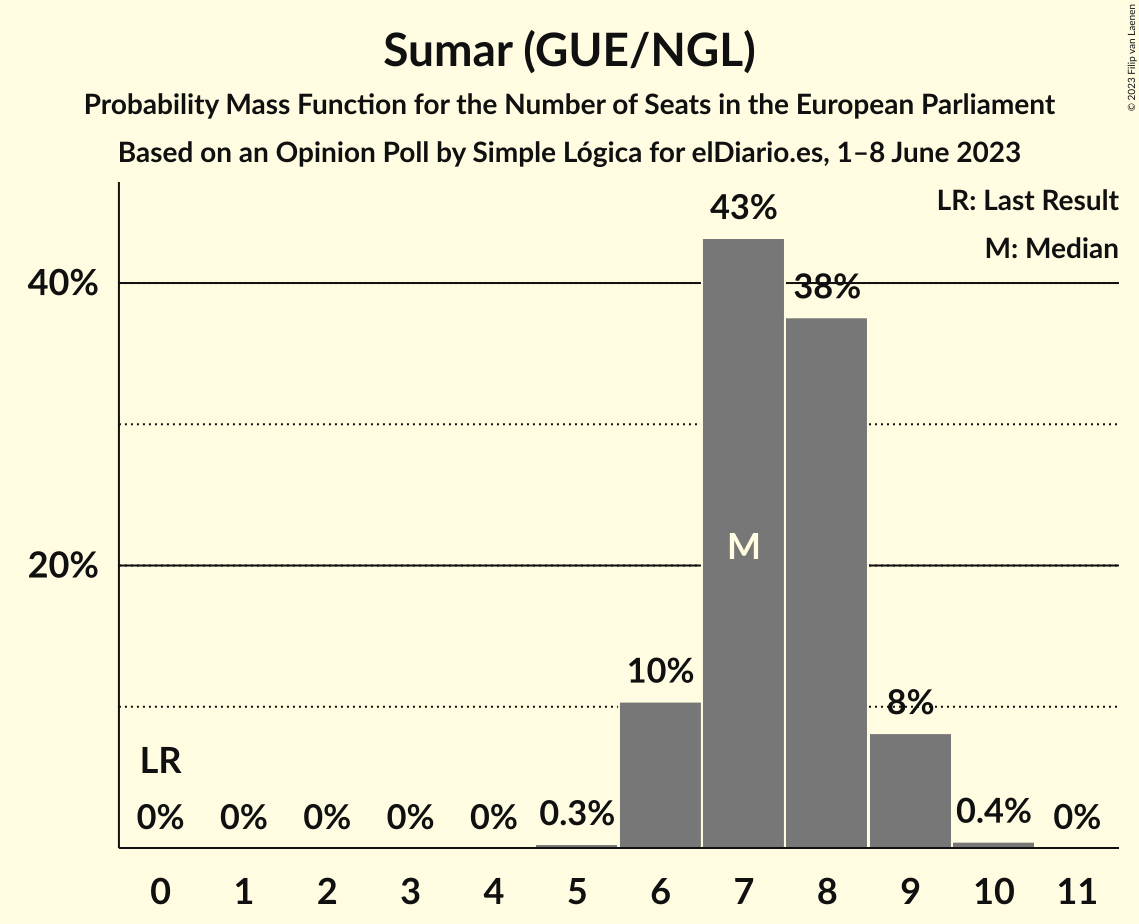 Sumar (GUE/NGL)
Probability Mass Function for the Number of Seats in the European Parliament
Based on an Opinion Poll by Simple Lógica for elDiario.es, 1–8 June 2023
© 2023 Filip van Laenen
LR: Last Result
M: Median
43%
40%
38%
20%
M
10%
8%
LR
0% 0% 0% 0% 0% 0.3% 0.4% 0%
0 1 2 3 4 5 6 7 8 9 10 11